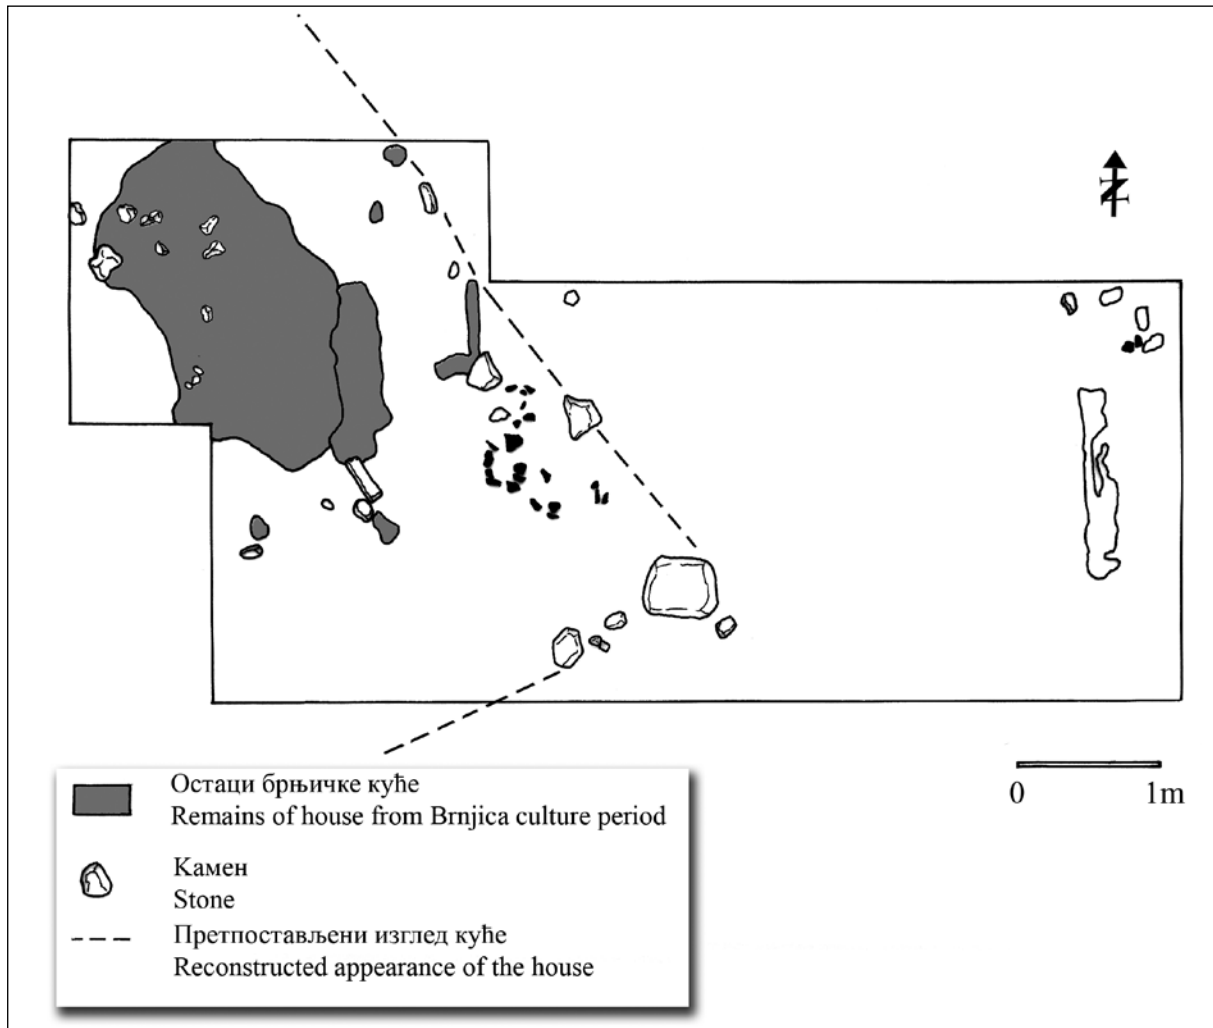 N
0 1m
Остаци брњичке куће
Remains of house from Brnjica culture period
Камен
Stone
Претпостављени изглед куће
Reconstructed appearance of the house